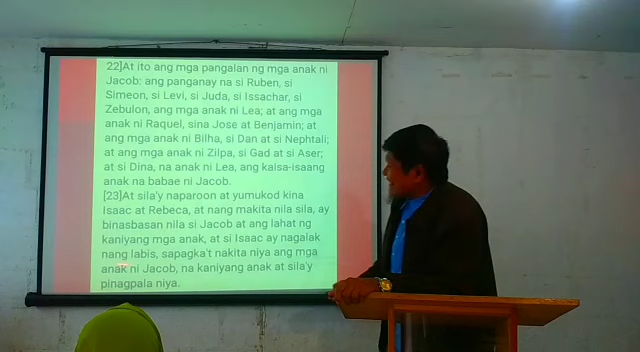 22]At ito ang mga pangalan ng mga anak ni
Jacob: ang panganay na si Ruben, si
Simeon, si Levi, si Juda, si Issachar, si
Zebulon, ang mga anak ni Lea; at ang mga
anak ni Raquel, sina Jose at Benjamin; at
ang mga anak ni Bilha, si Dan at si Nephtali;
at ang mga anak ni Zilpa, si Gad at si Aser;
at si Dina, na anak ni Lea, ang kaisa-isaang
anak na babae ni Jacob.
[23]At sila'y naparoon at yumukod kina
Isaac at Rebeca, at nang makita nila sila, ay
binasbasan nila si Jacob at ang lahat ng
kaniyang mga anak, at si Isaac ay nagalak
nang labis, sapagka't nakita niya ang mga
anak ni Jacob, na kaniyang anak at sila'y
pinagpala niya.